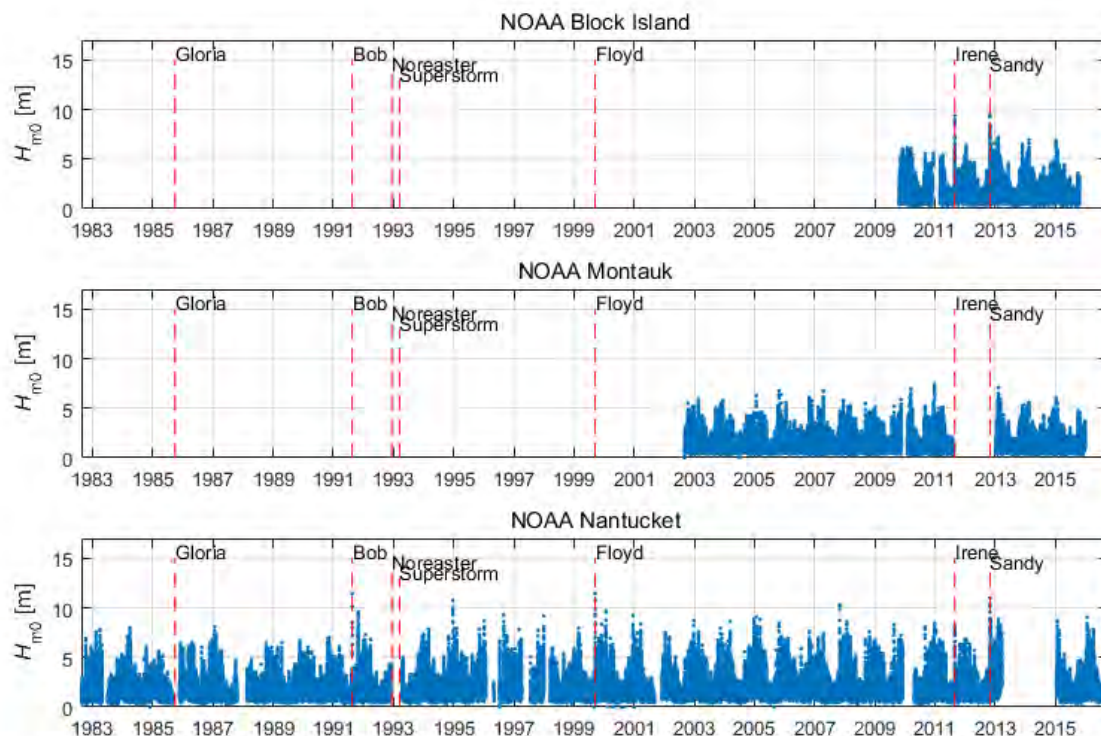 NOAA Block Island
Gloria
Bob
Noreaster
Superstorm
Floyd
Irene
Sandy
15
10
5
0
H_m0 [m]
1983 1985 1987 1989 1991 1993 1995 1997 1999 2001 2003 2005 2007 2009 2011 2013 2015
NOAA Montauk
Gloria
Bob
Noreaster
Superstorm
Floyd
Irene
Sandy
15
10
5
0
H_m0 [m]
1983 1985 1987 1989 1991 1993 1995 1997 1999 2001 2003 2005 2007 2009 2011 2013 2015
NOAA Nantucket
Gloria
Bob
Noreaster
Superstorm
Floyd
Irene
Sandy
15
10
5
0
H_m0 [m]
1983 1985 1987 1989 1991 1993 1995 1997 1999 2001 2003 2005 2007 2009 2011 2013 2015